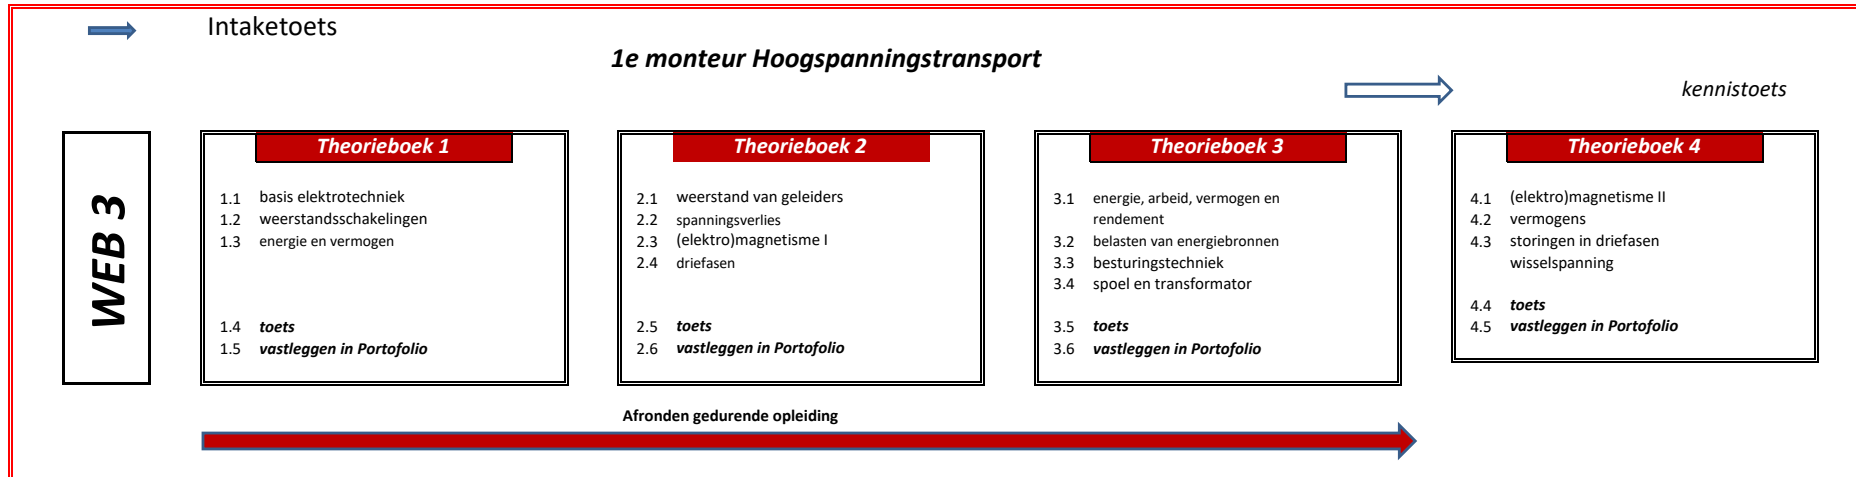 Intaketoets
1e monteur Hoogspanningstransport
kennistoets
WEB 3
Theorieboek 1
1.1 basis elektrotechniek
1.2 weerstandsschakelingen
1.3 energie en vermogen
1.4 toets
1.5 vastleggen in Portofolio
Theorieboek 2
2.1 weerstand van geleiders
2.2 spanningsverlies
2.3 (elektro)magnetisme I
2.4 driefasen
2.5 toets
2.6 vastleggen in Portofolio
Theorieboek 3
3.1 energie, arbeid, vermogen en
rendement
3.2 belasten van energiebronnen
3.3 besturingstechniek
3.4 spoel en transformator
3.5 toets
3.6 vastleggen in Portofolio
Theorieboek 4
4.1 (elektro)magnetisme II
4.2 vermogens
4.3 storingen in driefasen
wisselspanning
4.4 toets
4.5 vastleggen in Portofolio
Afronden gedurende opleiding